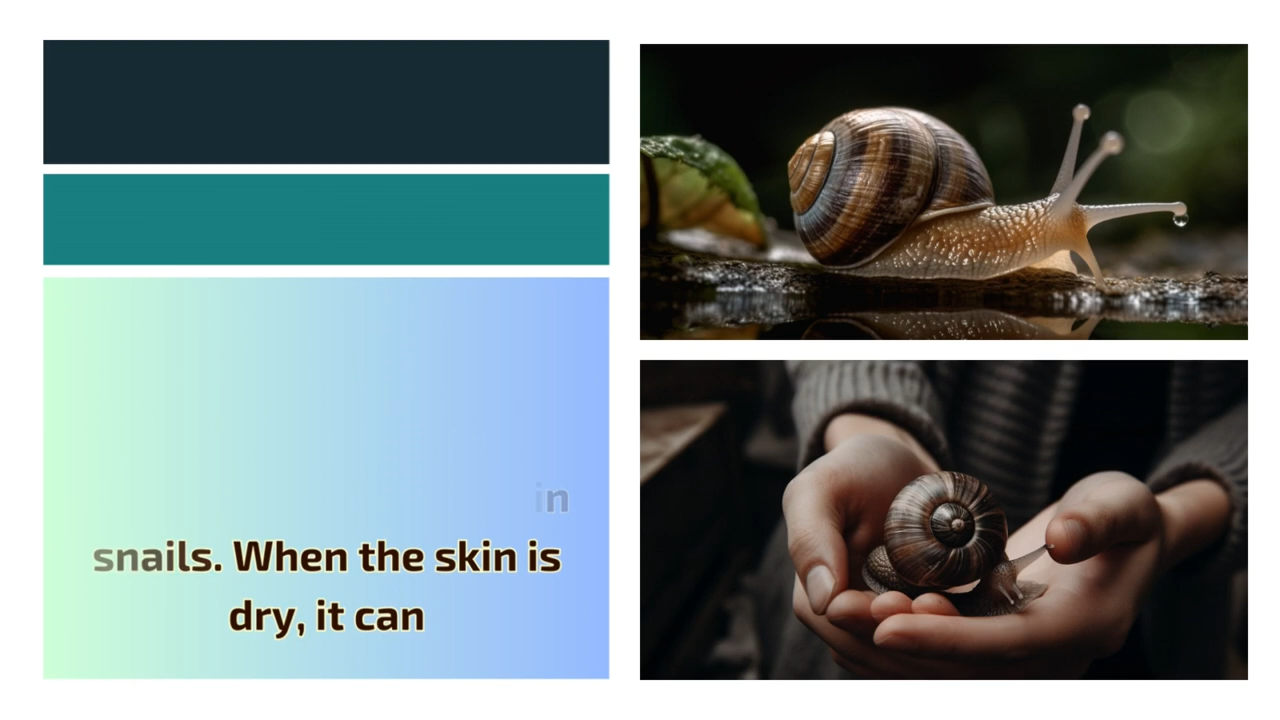 in
snails. When the skin is
dry, it can